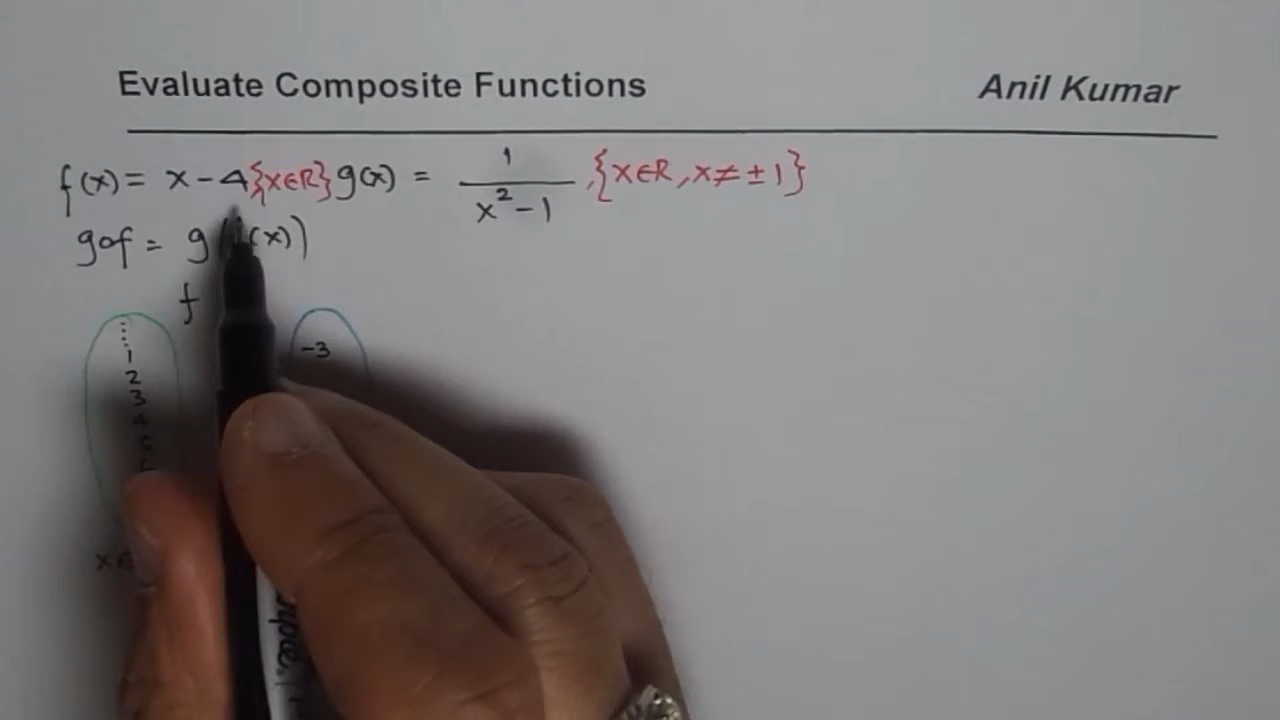 Evaluate Composite Functions Anil Kumar
f(x) = x - 4 {x∈R} g(x) = 1/(x² - 1), {x∈R, x ≠ ± 1}
gof = g( (x))
f
1
2
3
-3
x∈